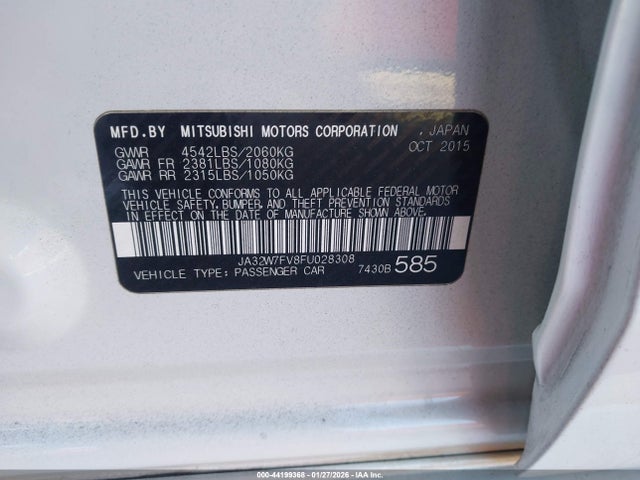 MFD.BY MITSUBISHI MOTORS CORPORATION , JAPAN
GVWR 4542LBS/2060KG OCT 2015
GAWR FR 2381LBS/1080KG
GAWR RR 2315LBS/1050KG
THIS VEHICLE CONFORMS TO ALL APPLICABLE FEDERAL MOTOR
VEHICLE SAFETY, BUMPER, AND THEFT PREVENTION STANDARDS
IN EFFECT ON THE DATE OF MANUFACTURE SHOWN ABOVE.
JA32W7FV8FU028308
VEHICLE TYPE: PASSENGER CAR 7430B 585
000-44199368 | 01/27/2026 - IAA Inc.